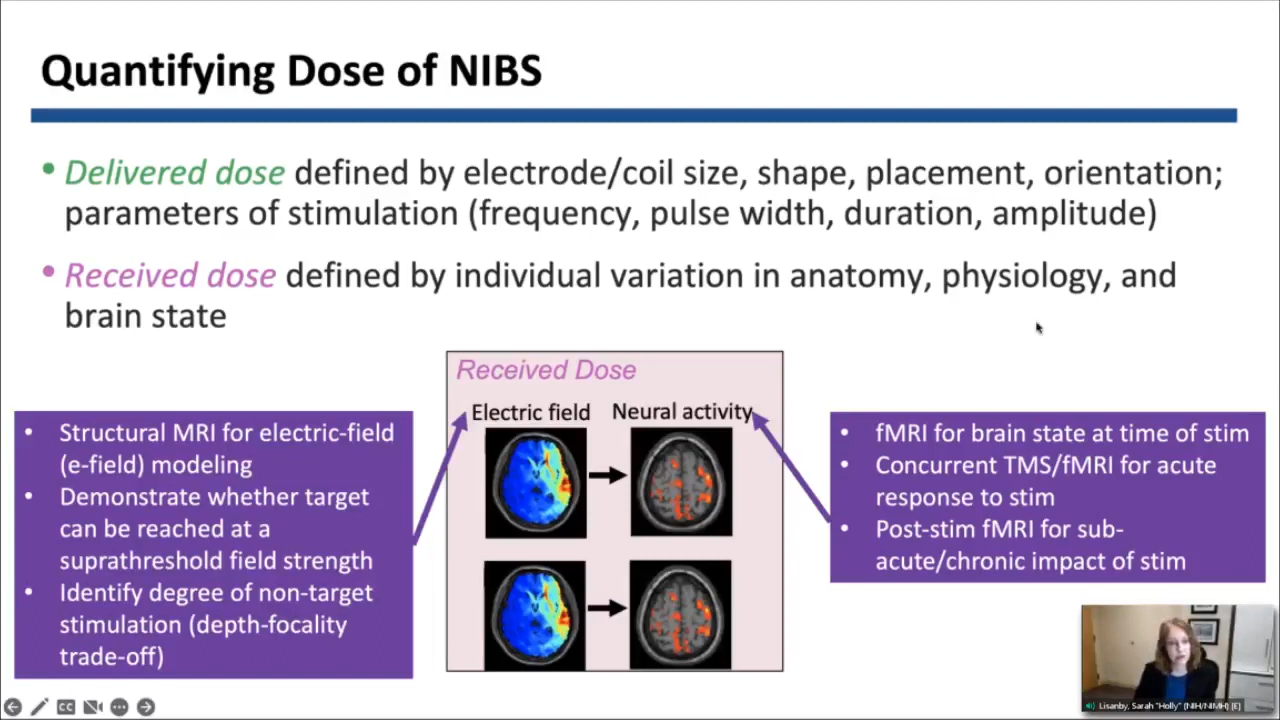 Quantifying Dose of NIBS
• Delivered dose defined by electrode/coil size, shape, placement, orientation;
parameters of stimulation (frequency, pulse width, duration, amplitude)
• Received dose defined by individual variation in anatomy, physiology, and
brain state
Received Dose
Electric field Neural activity
• Structural MRI for electric-field
(e-field) modeling
• Demonstrate whether target
can be reached at a
suprathreshold field strength
• Identify degree of non-target
stimulation (depth-focality
trade-off)
• fMRI for brain state at time of stim
• Concurrent TMS/fMRI for acute
response to stim
• Post-stim fMRI for sub-
acute/chronic impact of stim
CC
Lisanby, Sarah "Holly" (NIH/NIMH) [E]